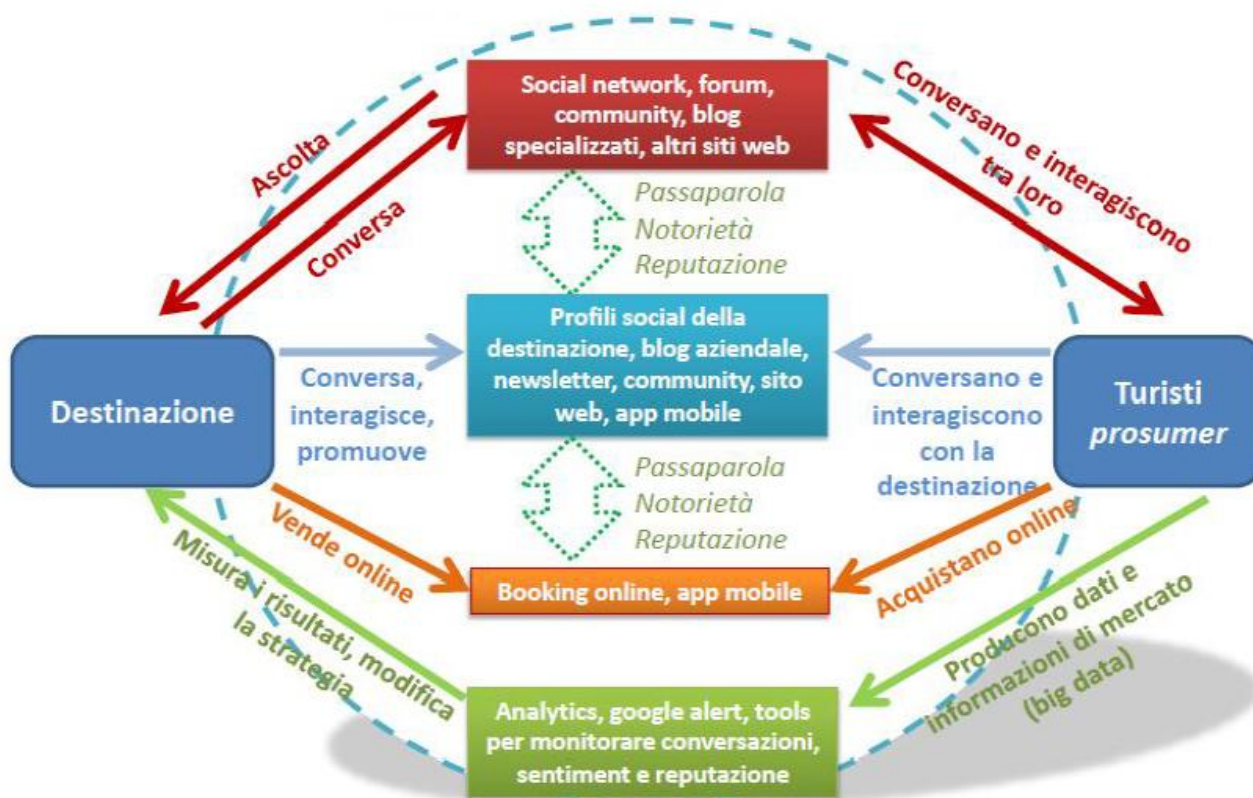 Social network, forum,
community, blog
specializzati, altri siti web
Ascolta
Conversa
Conversano e interagiscono
tra loro
Passaparola
Notorietà
Reputazione
Destinazione
Conversa,
interagisce,
promuove
Profili social della
destinazione, blog aziendale,
newsletter, community, sito
web, app mobile
Conversano e
interagiscono
con la
destinazione
Turisti
prosumer
Passaparola
Notorietà
Reputazione
Vende online
Booking online, app mobile
Acquistano online
Misura i risultati, modifica
la strategia
Analytics, google alert, tools
per monitorare conversazioni,
sentiment e reputazione
Producono dati e
informazioni di mercato
(big data)